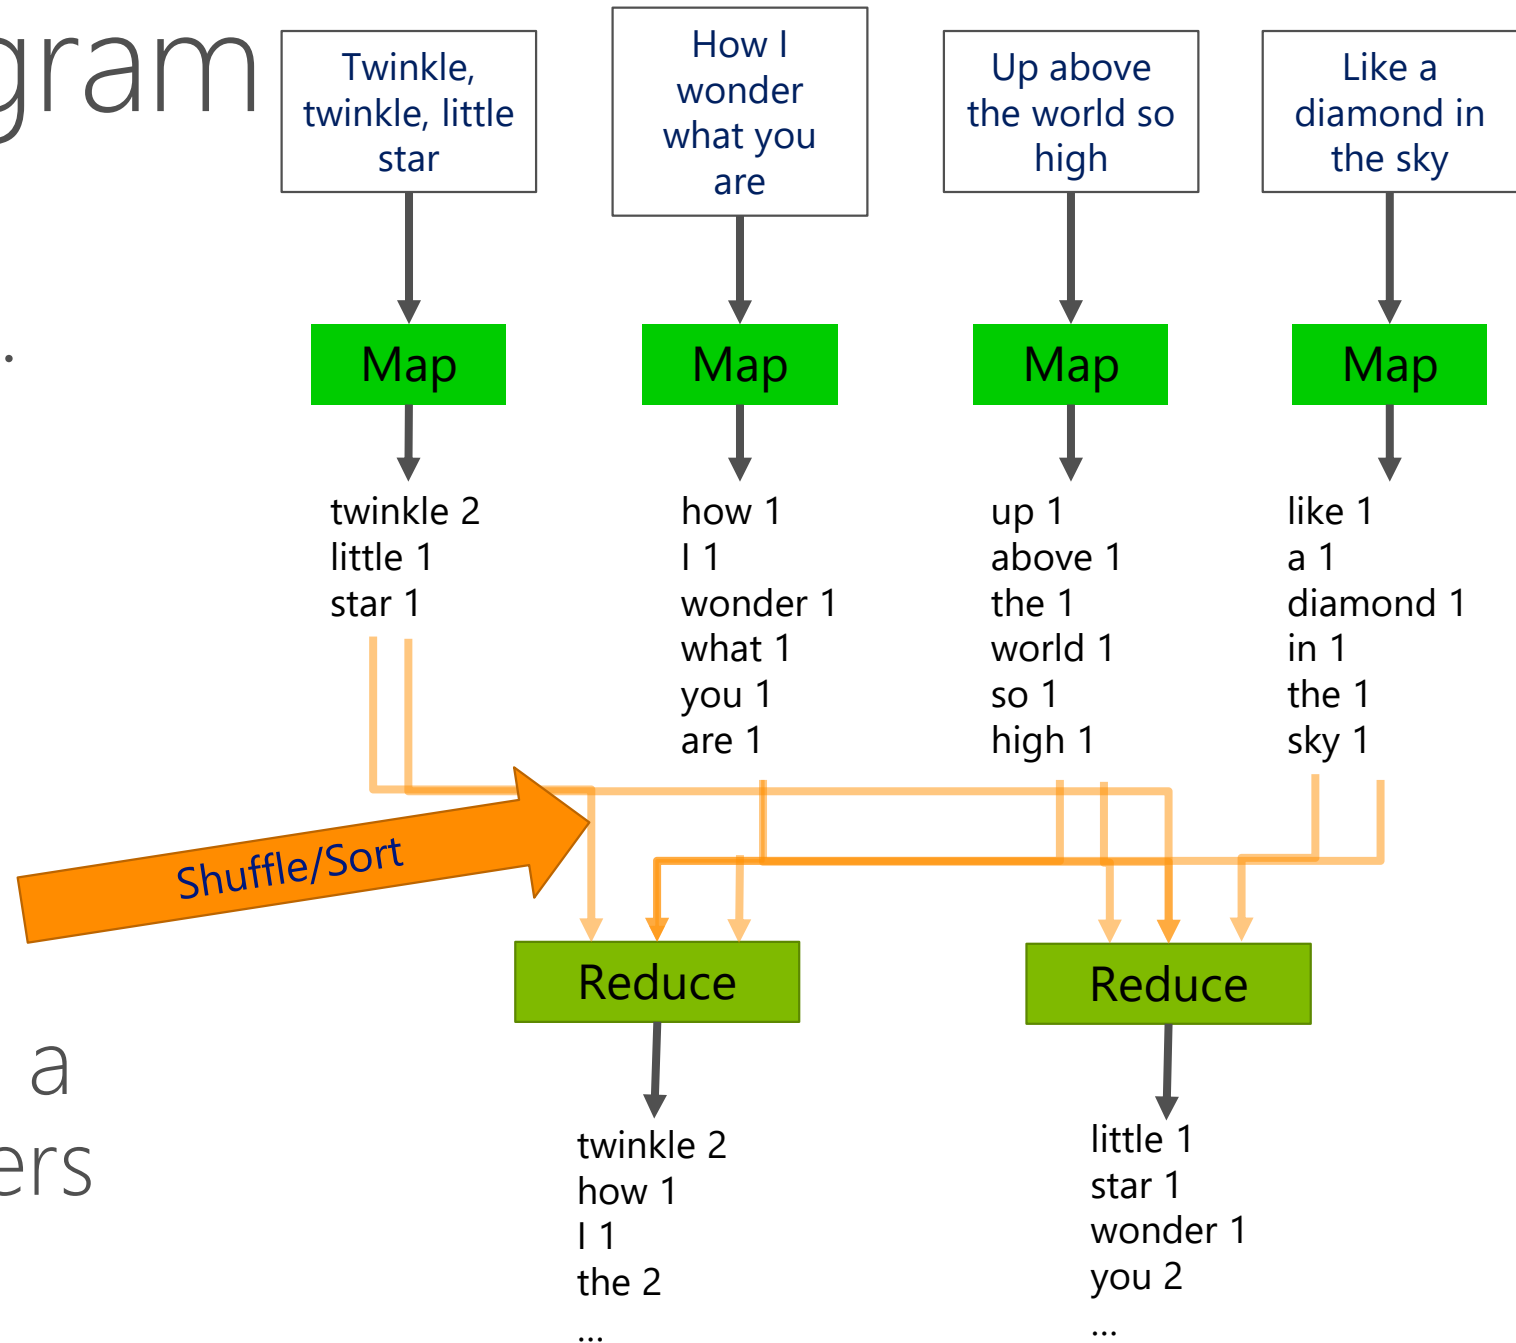 gram
Twinkle,
twinkle, little
star
How I
wonder
what you
are
Up above
the world so
high
Like a
diamond in
the sky
.
Map
Map
Map
Map
twinkle 2
little 1
star 1
how 1
I 1
wonder 1
what 1
you 1
are 1
up 1
above 1
the 1
world 1
so 1
high 1
like 1
a 1
diamond 1
in 1
the 1
sky 1
Shuffle/Sort
Reduce
Reduce
a
ers
twinkle 2
how 1
I 1
the 2
...
little 1
star 1
wonder 1
you 2
...